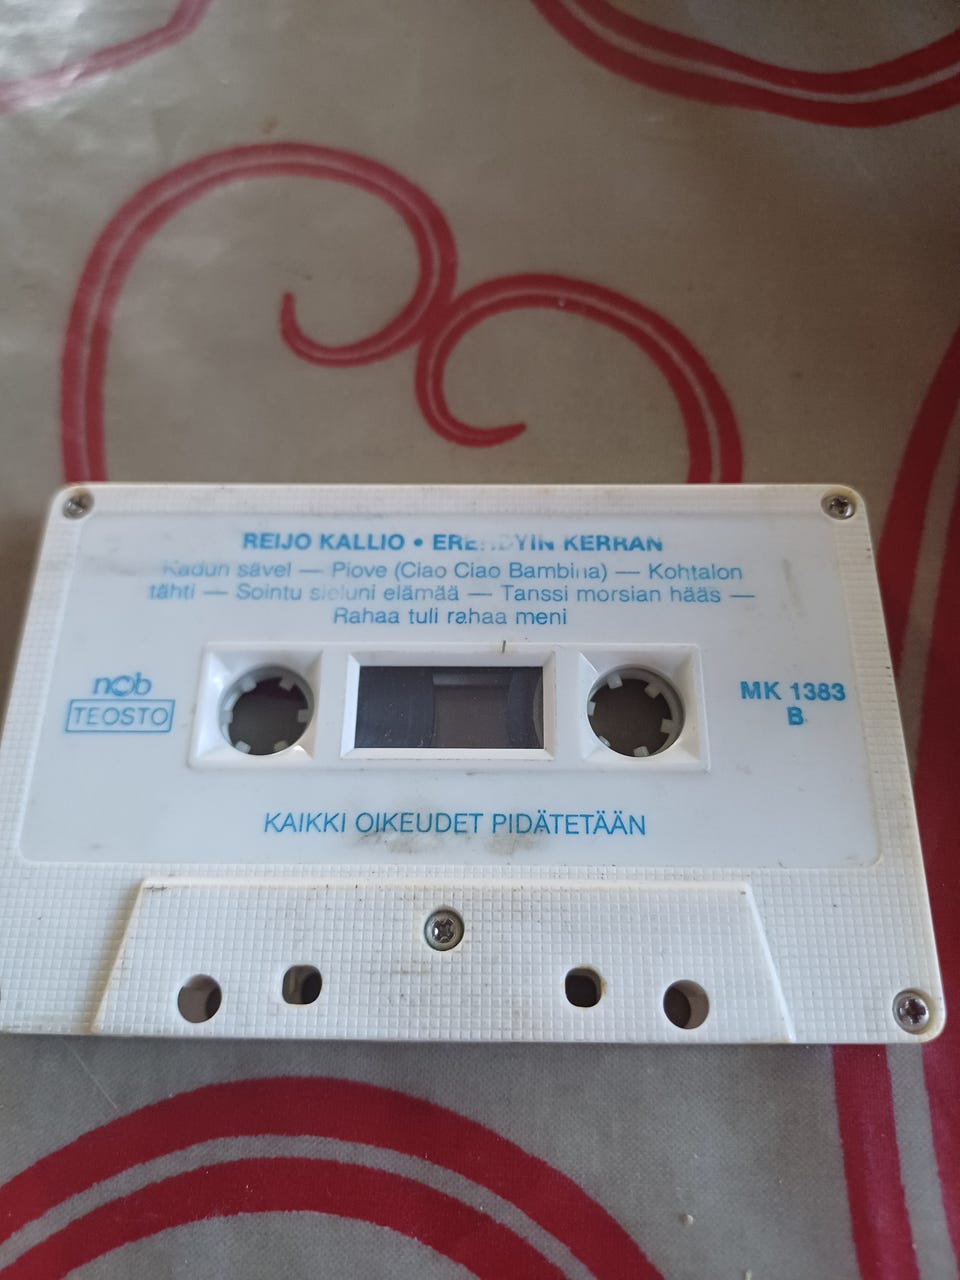 REIJO KALLIO • EREHDYIN KERRAN
Kadun sävel — Piove (Ciao Ciao Bambina) — Kohtalon
tähti — Sointu sieluni elämää — Tanssi morsian hääs —
Rahaa tuli rahaa meni
ncb
TEOSTO
MK 1383
B
KAIKKI OIKEUDET PIDÄTETÄÄN